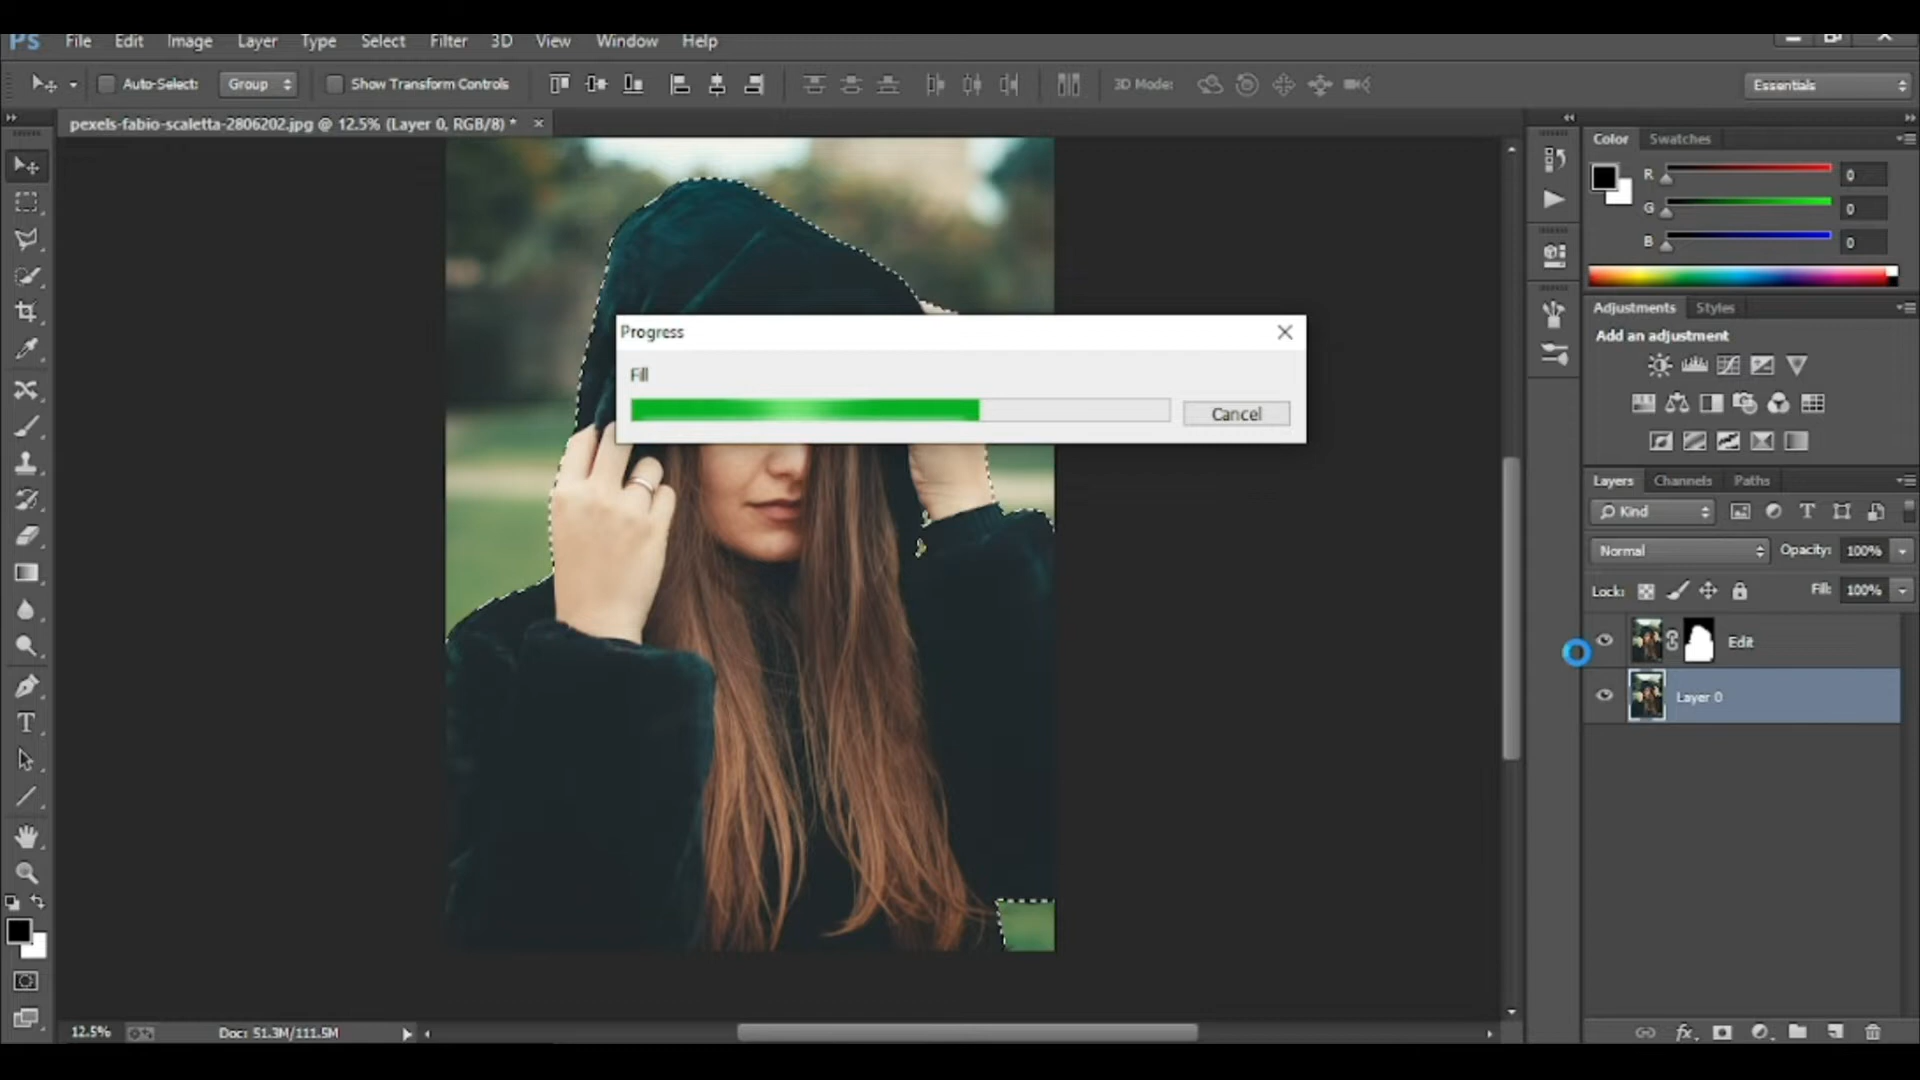 Ps File Edit Image Layer Type Select Filter 3D View Window Help
Auto-Select: Group Show Transform Controls 3D Mode: Essentials
pexels-fabio-scaletta-2806202.jpg @ 12.5% (Layer 0, RGB/8) * ×
Color Swatches
R 0
G 0
B 0
Adjustments Styles
Add an adjustment
Progress
Fill
Cancel
Layers Channels Paths
Kind
Normal Opacity: 100%
Lock: Fill: 100%
Edit
Layer 0
12.5% Doc: 51.3M/111.5M